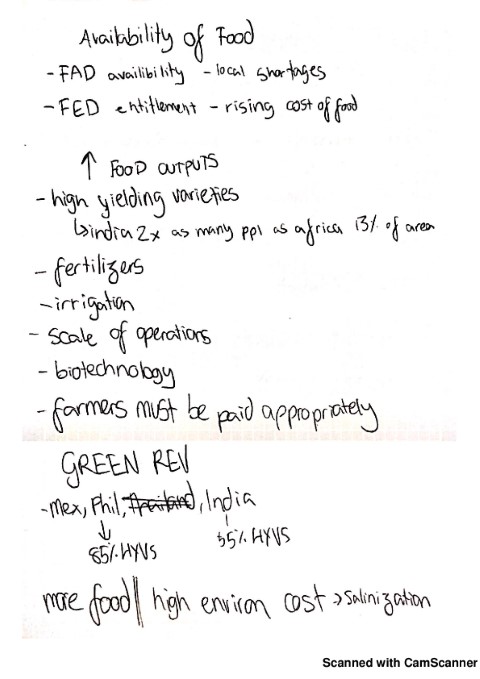 Availability of Food
- FAD availibility - local shortages
- FED entitlement - rising cost of food
↑ FOOD OUTPUTS
- high yielding varieties
↳ india 2x as many ppl as africa 13% of area
- fertilizers
- irrigation
- scale of operations
- biotechnology
- farmers must be paid appropriately
GREEN REV
- Mex, Phil, Thailand, India
↓
85% HYVS 35% HYVS
more food || high environ cost → salinization
Scanned with CamScanner